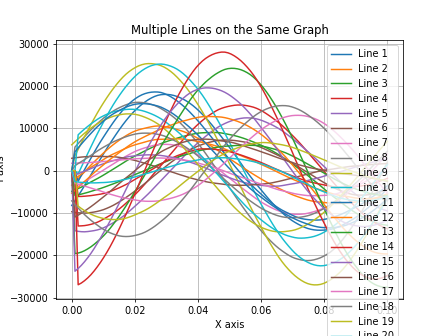 Multiple Lines on the Same Graph
30000
20000
10000
0
-10000
-20000
-30000
0.00
0.02
0.04
0.06
X axis
Line 1
Line 2
Line 3
Line 4
Line 5
Line 6
Line 7
Line 8
Line 9
Line 10
Line 11
Line 12
Line 13
Line 14
Line 15
Line 16
Line 17
Line 18
Line 19